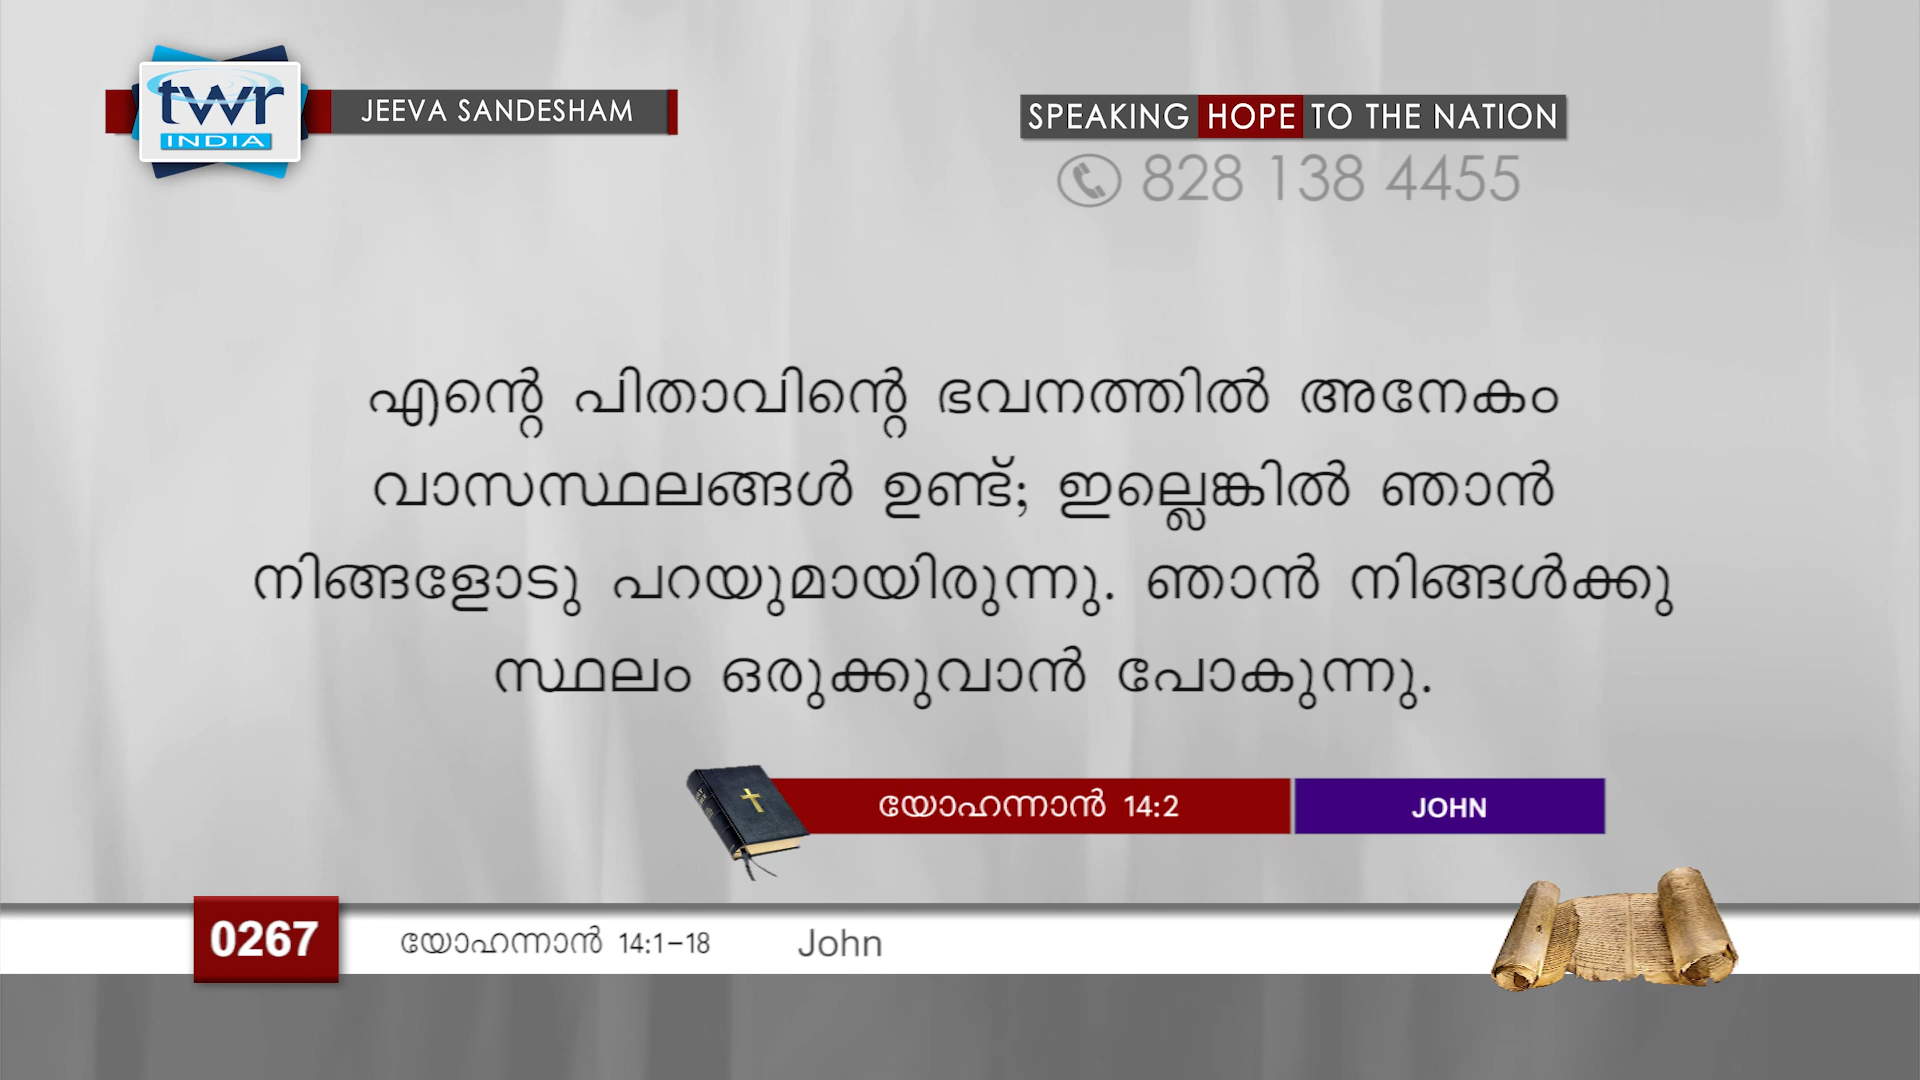 twr
INDIA
JEEVA SANDESHAM
SPEAKING HOPE TO THE NATION
828 138 4455
എന്റെ പിതാവിന്റെ ഭവനത്തിൽ അനേകം
വാസസ്ഥലങ്ങൾ ഉണ്ട്; ഇല്ലെങ്കിൽ ഞാൻ
നിങ്ങളോടു പറയുമായിരുന്നു. ഞാൻ നിങ്ങൾക്കു
സ്ഥലം ഒരുക്കുവാൻ പോകുന്നു.
യോഹന്നാൻ 14:2
JOHN
0267
യോഹന്നാൻ 14:1-18
John